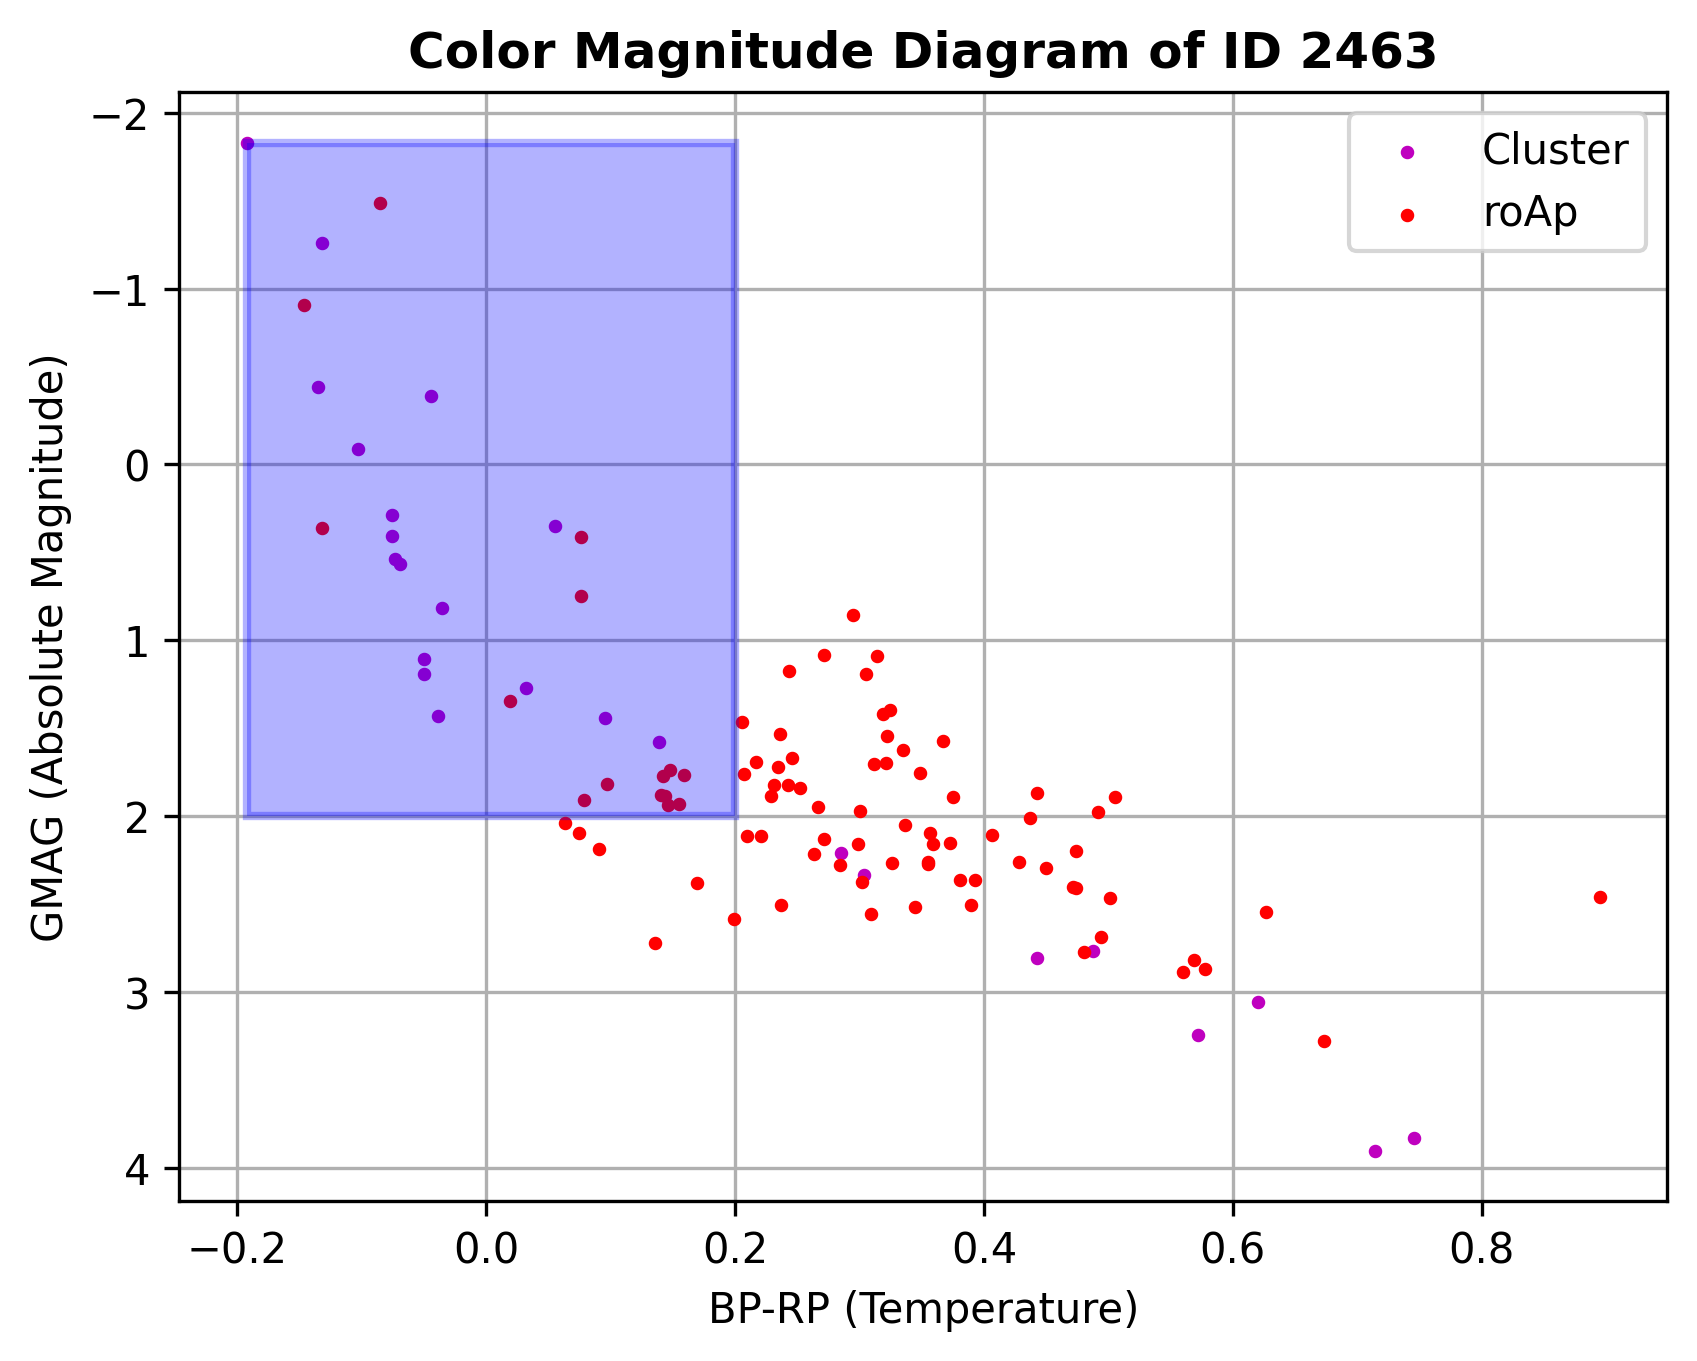 Color Magnitude Diagram of ID 2463
Cluster
roAp
GMAG (Absolute Magnitude)
−2
−1
0
1
2
3
4
−0.2 0.0 0.2 0.4 0.6 0.8
BP-RP (Temperature)